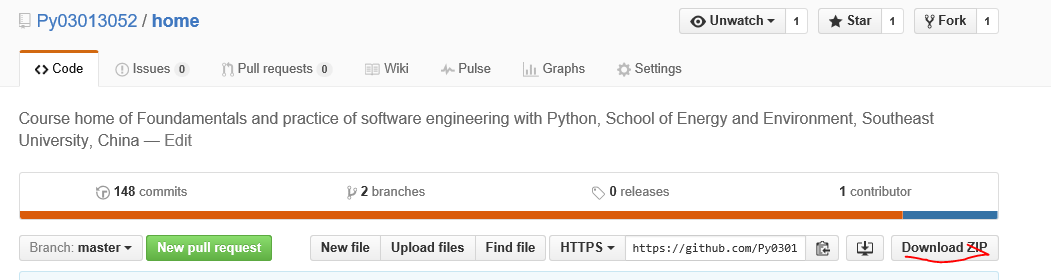 Py03013052 / home
Unwatch 1 Star 1 Fork 1
Code Issues 0 Pull requests 0 Wiki Pulse Graphs Settings
Course home of Foundamentals and practice of software engineering with Python, School of Energy and Environment, Southeast
University, China — Edit
148 commits 2 branches 0 releases 1 contributor
Branch: master New pull request New file Upload files Find file HTTPS https://github.com/Py0301 Download ZIP